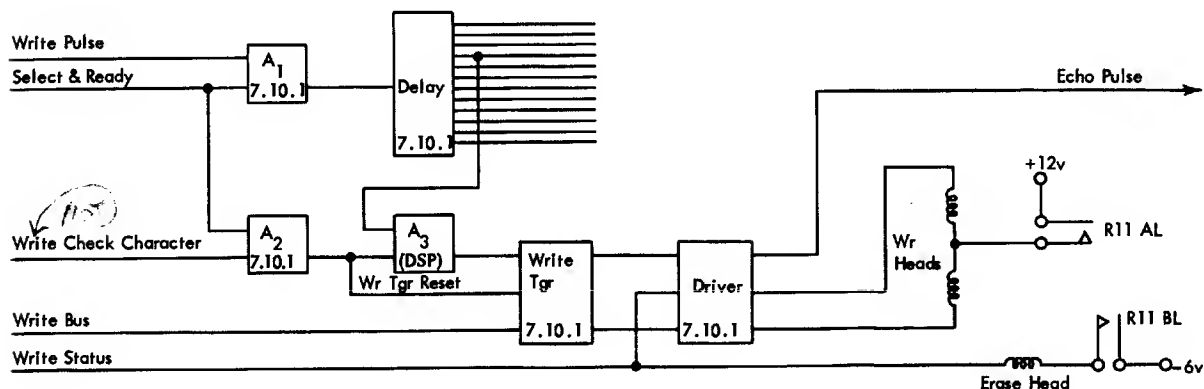 Write Pulse
Select & Ready
A1
7.10.1
Delay
7.10.1
Echo Pulse
+12v
R11 AL
Write Check Character
A2
7.10.1
A3
(DSP)
Wr Tgr Reset
Write
Tgr
7.10.1
Driver
7.10.1
Wr
Heads
Write Bus
Write Status
R11 BL
-6v
Erase Head